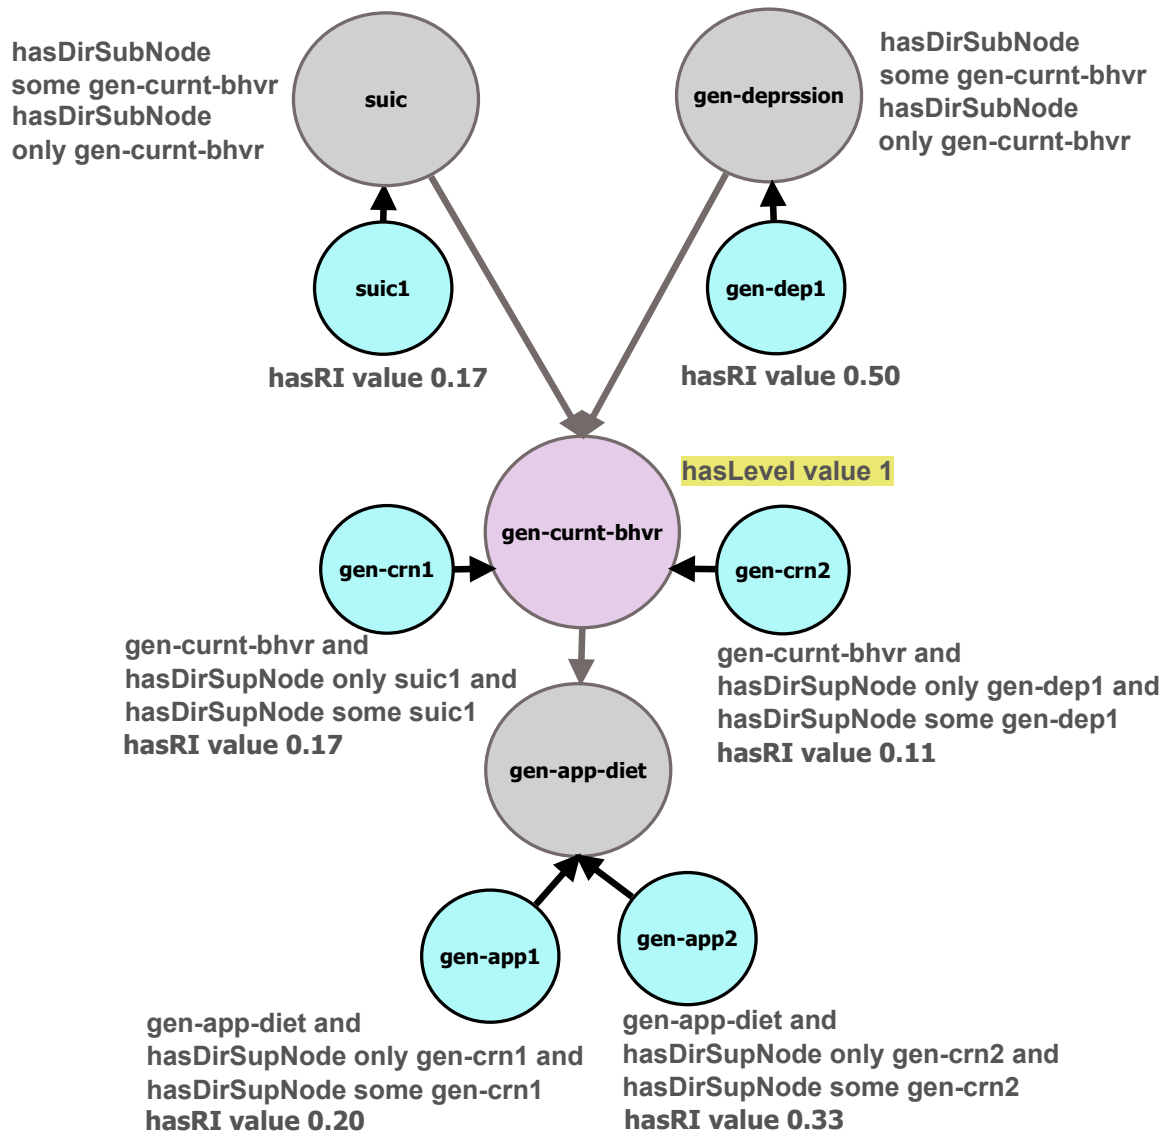 hasDirSubNode
some gen-curnt-bhvr
hasDirSubNode
only gen-curnt-bhvr
suic
gen-deprssion
hasDirSubNode
some gen-curnt-bhvr
hasDirSubNode
only gen-curnt-bhvr
suic1
hasRI value 0.17
gen-dep1
hasRI value 0.50
hasLevel value 1
gen-curnt-bhvr
gen-crn1
gen-crn2
gen-curnt-bhvr and
hasDirSupNode only suic1 and
hasDirSupNode some suic1
hasRI value 0.17
gen-curnt-bhvr and
hasDirSupNode only gen-dep1 and
hasDirSupNode some gen-dep1
hasRI value 0.11
gen-app-diet
gen-app1
gen-app2
gen-app-diet and
hasDirSupNode only gen-crn1 and
hasDirSupNode some gen-crn1
hasRI value 0.20
gen-app-diet and
hasDirSupNode only gen-crn2 and
hasDirSupNode some gen-crn2
hasRI value 0.33